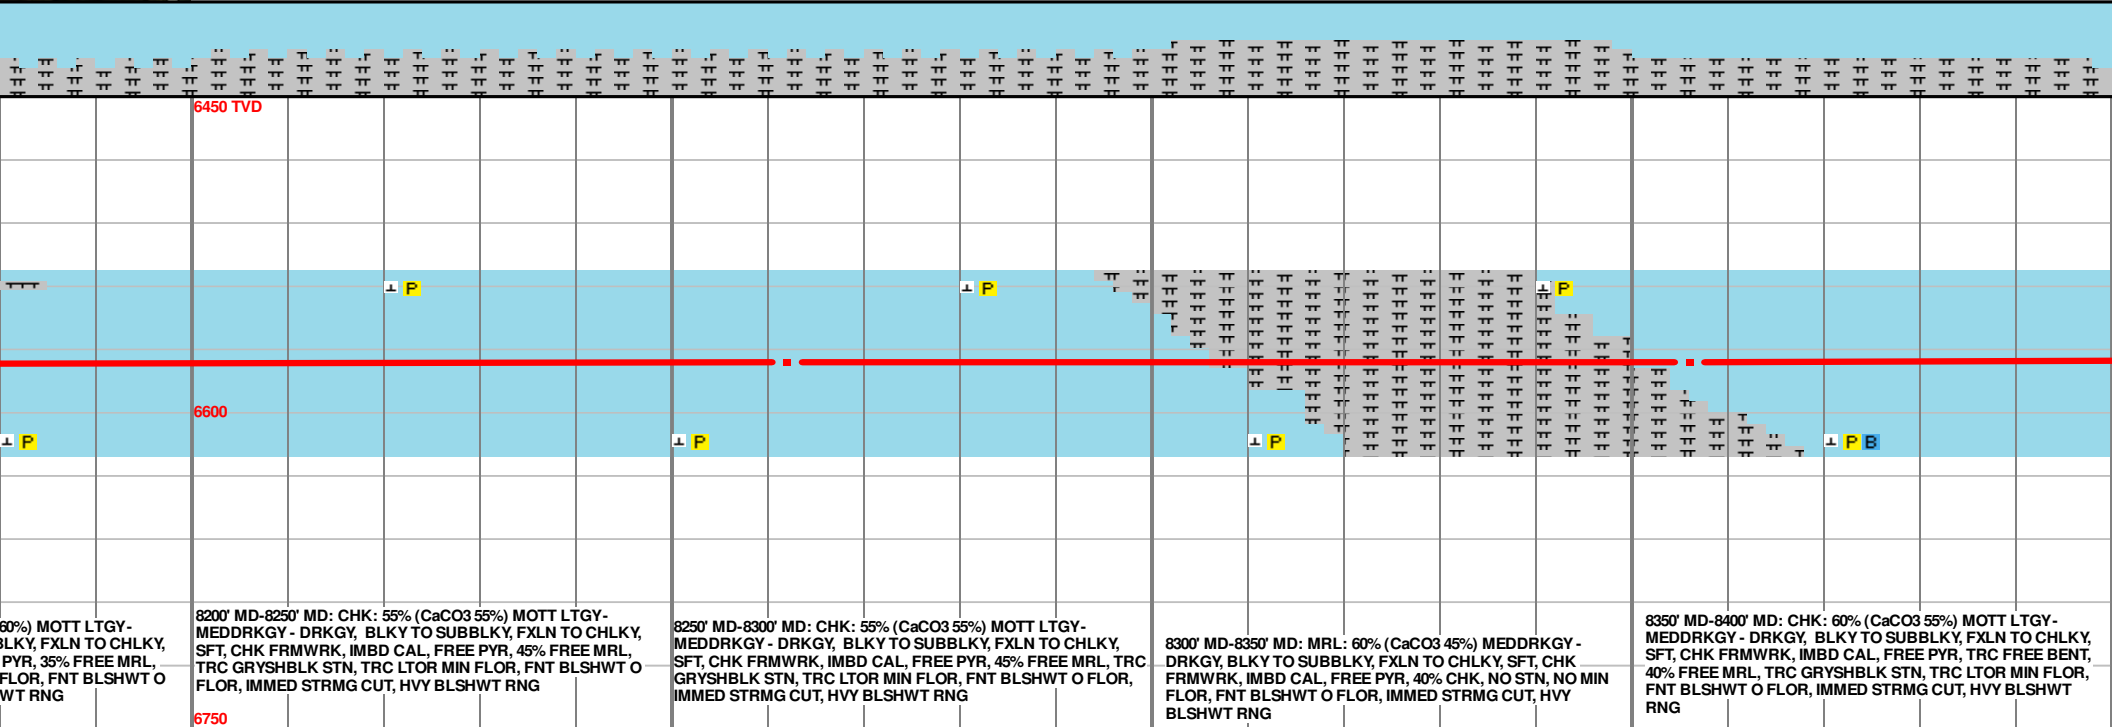 6450 TVD
P
P
P
6600
P
P
P
P B
60%) MOTT LTGY-
BLKY, FXLN TO CHLKY,
PYR, 35% FREE MRL,
FLOR, FNT BLSHWT O
WT RNG
8200' MD-8250' MD: CHK: 55% (CaCO3 55%) MOTT LTGY-
MEDDRKGY - DRKGY, BLKY TO SUBBLKY, FXLN TO CHLKY,
SFT, CHK FRMWRK, IMBD CAL, FREE PYR, 45% FREE MRL,
TRC GRYSHBLK STN, TRC LTOR MIN FLOR, FNT BLSHWT O
FLOR, IMMED STRMG CUT, HVY BLSHWT RNG
8250' MD-8300' MD: CHK: 55% (CaCO3 55%) MOTT LTGY-
MEDDRKGY - DRKGY, BLKY TO SUBBLKY, FXLN TO CHLKY,
SFT, CHK FRMWRK, IMBD CAL, FREE PYR, 45% FREE MRL, TRC
GRYSHBLK STN, TRC LTOR MIN FLOR, FNT BLSHWT O FLOR,
IMMED STRMG CUT, HVY BLSHWT RNG
8300' MD-8350' MD: MRL: 60% (CaCO3 45%) MEDDRKGY -
DRKGY, BLKY TO SUBBLKY, FXLN TO CHLKY, SFT, CHK
FRMWRK, IMBD CAL, FREE PYR, 40% CHK, NO STN, NO MIN
FLOR, FNT BLSHWT O FLOR, IMMED STRMG CUT, HVY
BLSHWT RNG
8350' MD-8400' MD: CHK: 60% (CaCO3 55%) MOTT LTGY-
MEDDRKGY - DRKGY, BLKY TO SUBBLKY, FXLN TO CHLKY,
SFT, CHK FRMWRK, IMBD CAL, FREE PYR, TRC FREE BENT,
40% FREE MRL, TRC GRYSHBLK STN, TRC LTOR MIN FLOR,
FNT BLSHWT O FLOR, IMMED STRMG CUT, HVY BLSHWT
RNG
6750